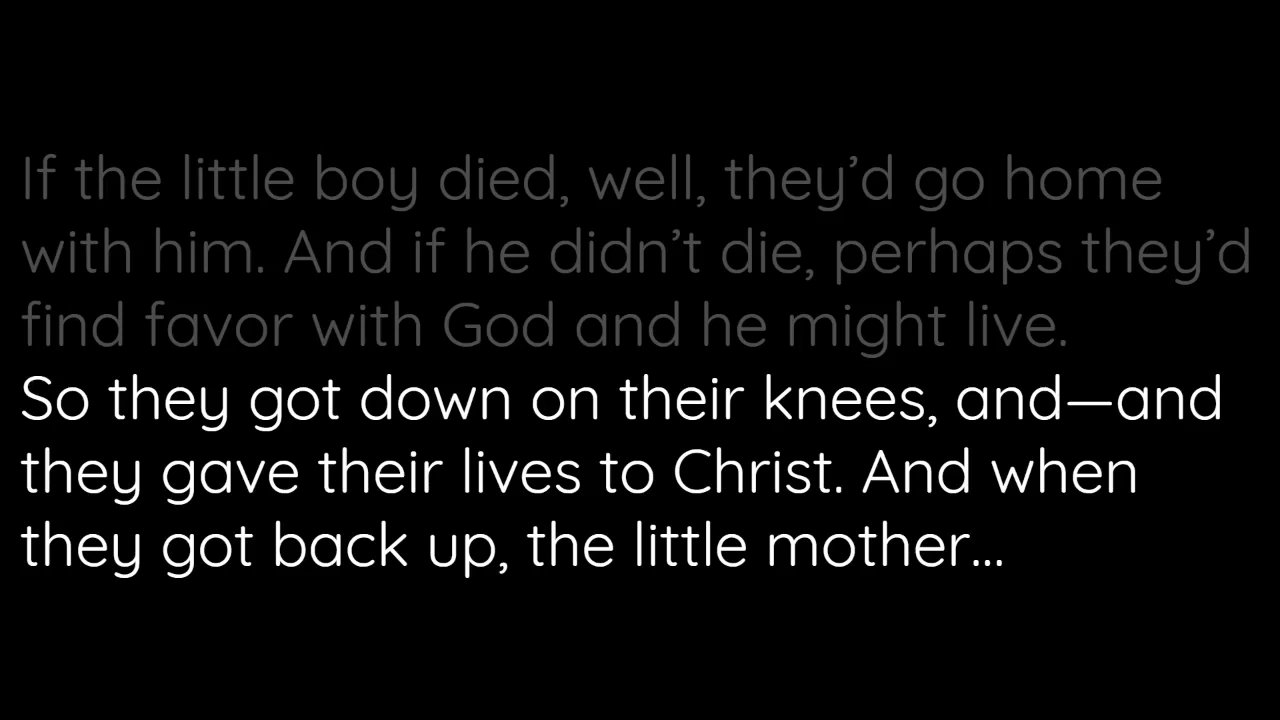 If the little boy died, well, they’d go home
with him. And if he didn’t die, perhaps they’d
find favor with God and he might live.
So they got down on their knees, and—and
they gave their lives to Christ. And when
they got back up, the little mother...